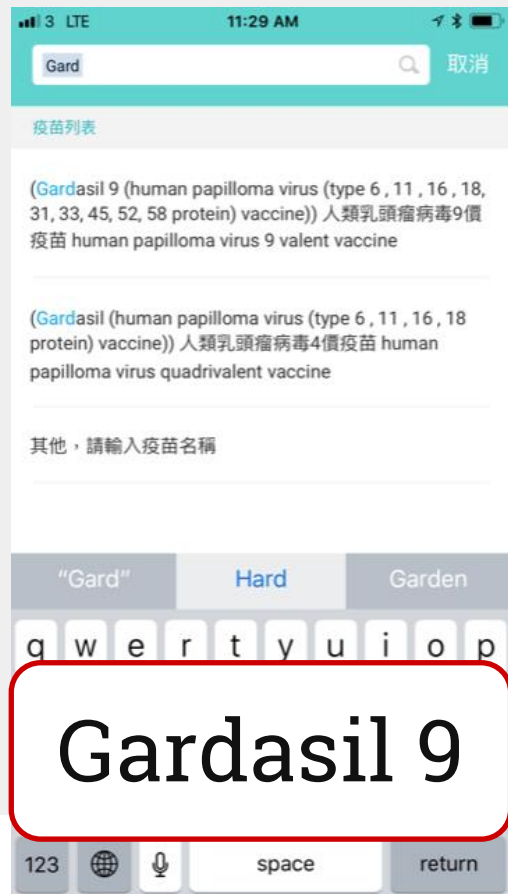 3 LTE 11:29 AM
Gard 取消
疫苗列表
(Gardasil 9 (human papilloma virus (type 6 , 11 , 16 , 18,
31, 33, 45, 52, 58 protein) vaccine)) 人類乳頭瘤病毒9價
疫苗 human papilloma virus 9 valent vaccine
(Gardasil (human papilloma virus (type 6 , 11 , 16 , 18
protein) vaccine)) 人類乳頭瘤病毒4價疫苗 human
papilloma virus quadrivalent vaccine
其他，請輸入疫苗名稱
“Gard” Hard Garden
q w e r t y u i o p
Gardasil 9
123 space return